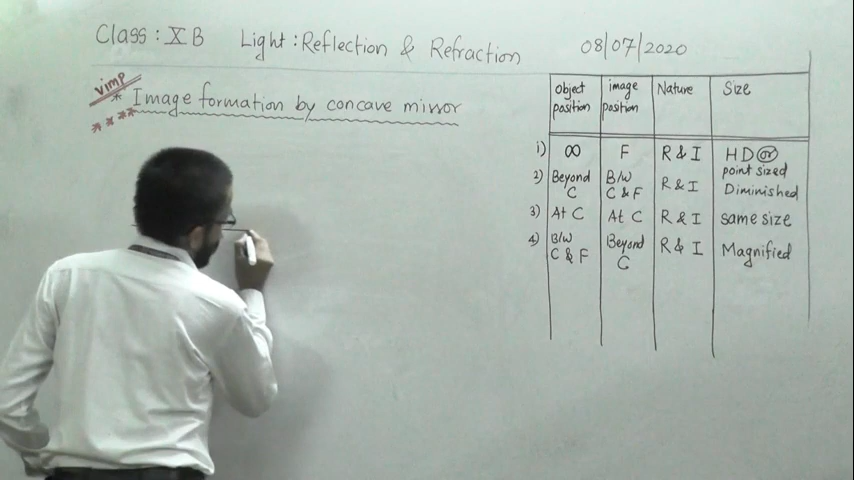 Class : X B Light : Reflection & Refraction 08/07/2020
VIMP
* Image formation by concave mirror
****
object position image position Nature Size
1) ∞ F R & I HD or point sized
2) Beyond C B/w C & F R & I Diminished
3) At C At C R & I same size
4) B/w C & F Beyond C R & I Magnified